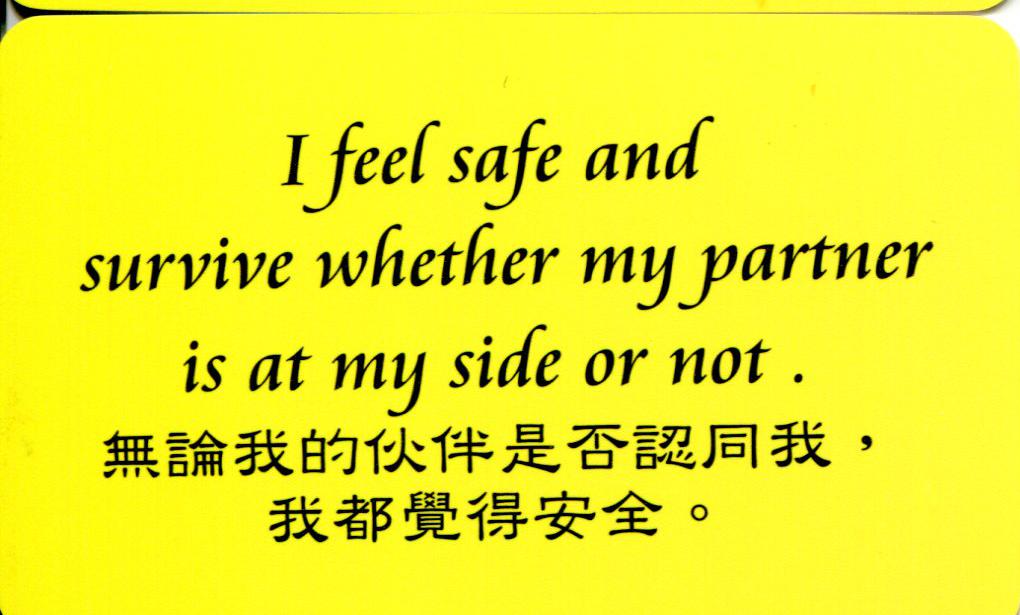 I feel safe and
survive whether my partner
is at my side or not .
無論我的伙伴是否認同我，
我都覺得安全。